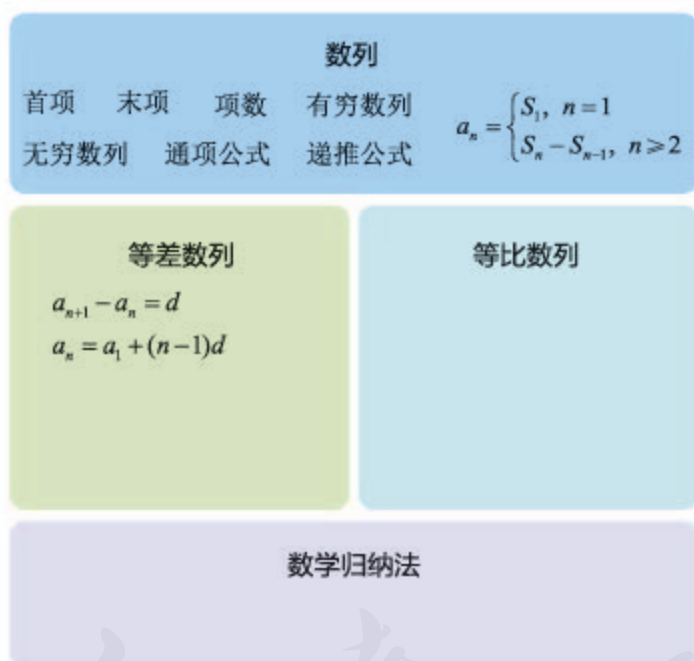 数列
首项 末项 项数 有穷数列
无穷数列 通项公式 递推公式
aₙ = { S₁, n=1
Sₙ − Sₙ₋₁, n⩾2
等差数列
aₙ₊₁ − aₙ = d
aₙ = a₁ + (n−1)d
等比数列
数学归纳法